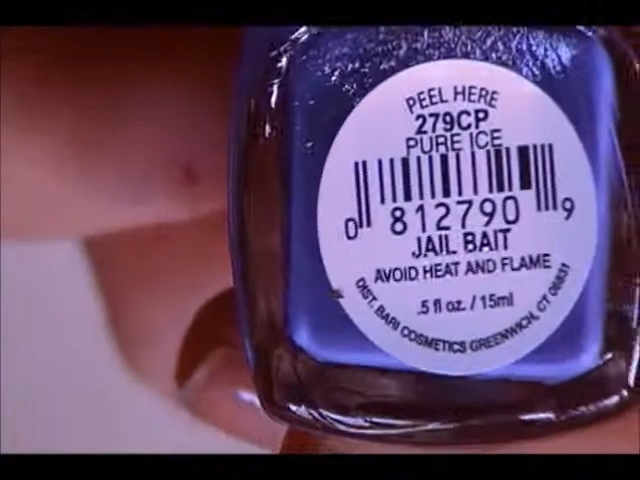 PEEL HERE
279CP
PURE ICE
0 812790 9
JAIL BAIT
AVOID HEAT AND FLAME
.5 fl oz. / 15ml
DIST. BARI COSMETICS GREENWICH, CT 06831